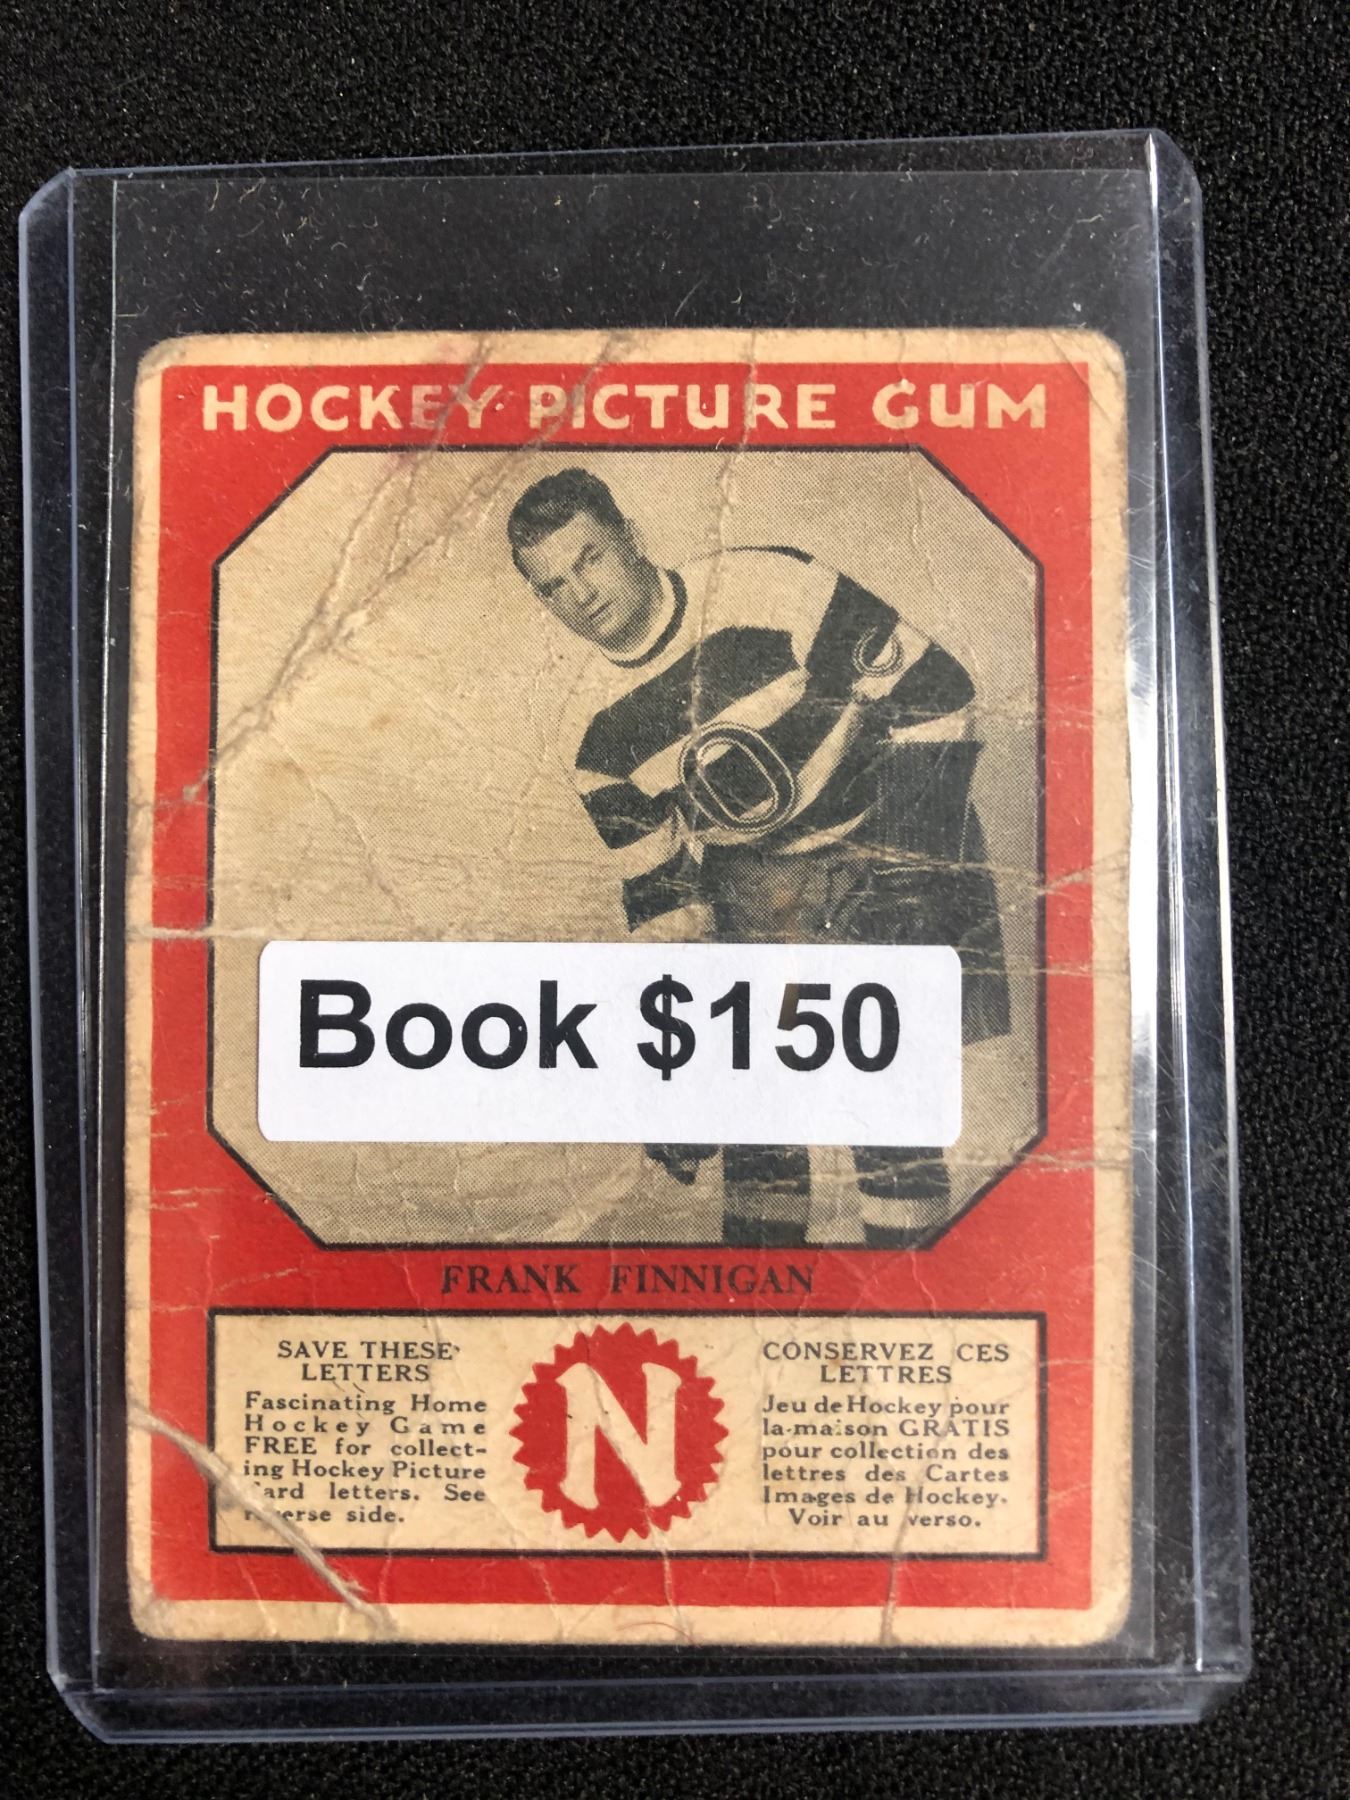 HOCKEY PICTURE GUM
O
C
Book $150
FRANK FINNIGAN
SAVE THESE
LETTERS
Fascinating Home
Hockey Game
FREE for collect-
ing Hockey Picture
letters. See
side.
N
CONSERVEZ CES
LETTRES
Jeu de Hockey pour
la maison GRATIS
pour collection des
lettres des Cartes
Images de Hockey.
Voir au verso.